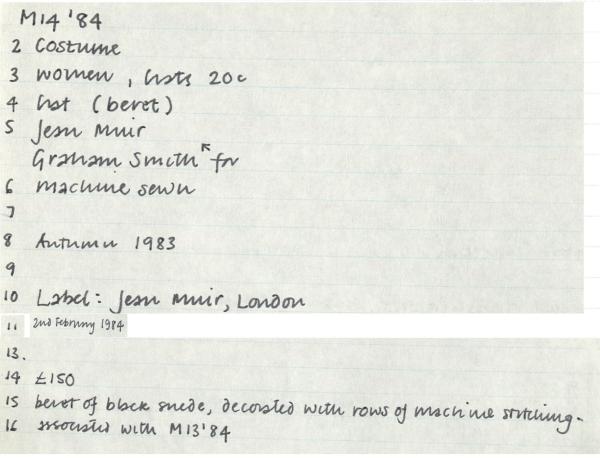 M14 '84
2 Costume
3 women, hats 20c
4 hat (beret)
5 Jean Muir
Graham Smith ↖ for
6 machine sewn
7
8 Autumn 1983
9
10 Label: Jean Muir, London
11 2nd February 1984
13.
14 £150
15 beret of black suede, decorated with rows of machine stitching.
16 associated with M13'84